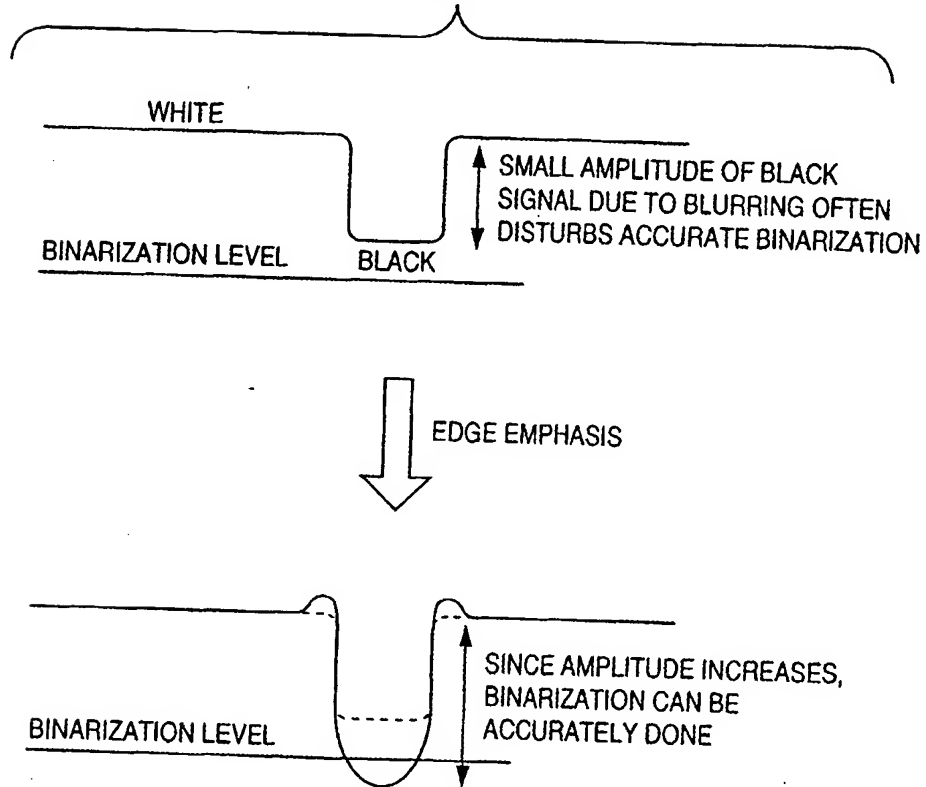 WHITE
SMALL AMPLITUDE OF BLACK
SIGNAL DUE TO BLURRING OFTEN
DISTURBS ACCURATE BINARIZATION
BINARIZATION LEVEL
BLACK
EDGE EMPHASIS
SINCE AMPLITUDE INCREASES,
BINARIZATION CAN BE
ACCURATELY DONE
BINARIZATION LEVEL